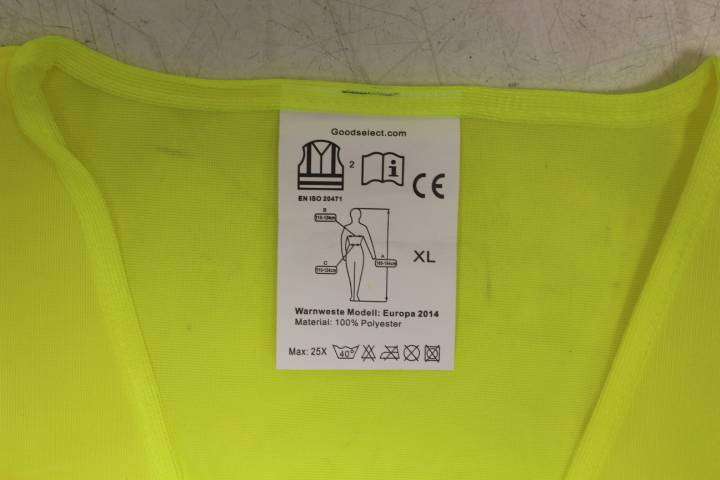 Goodselect.com
2
i
CE
EN ISO 20471
B
A
C
XL
Warnweste Modell: Europa 2014
Material: 100% Polyester
Max: 25X 40°